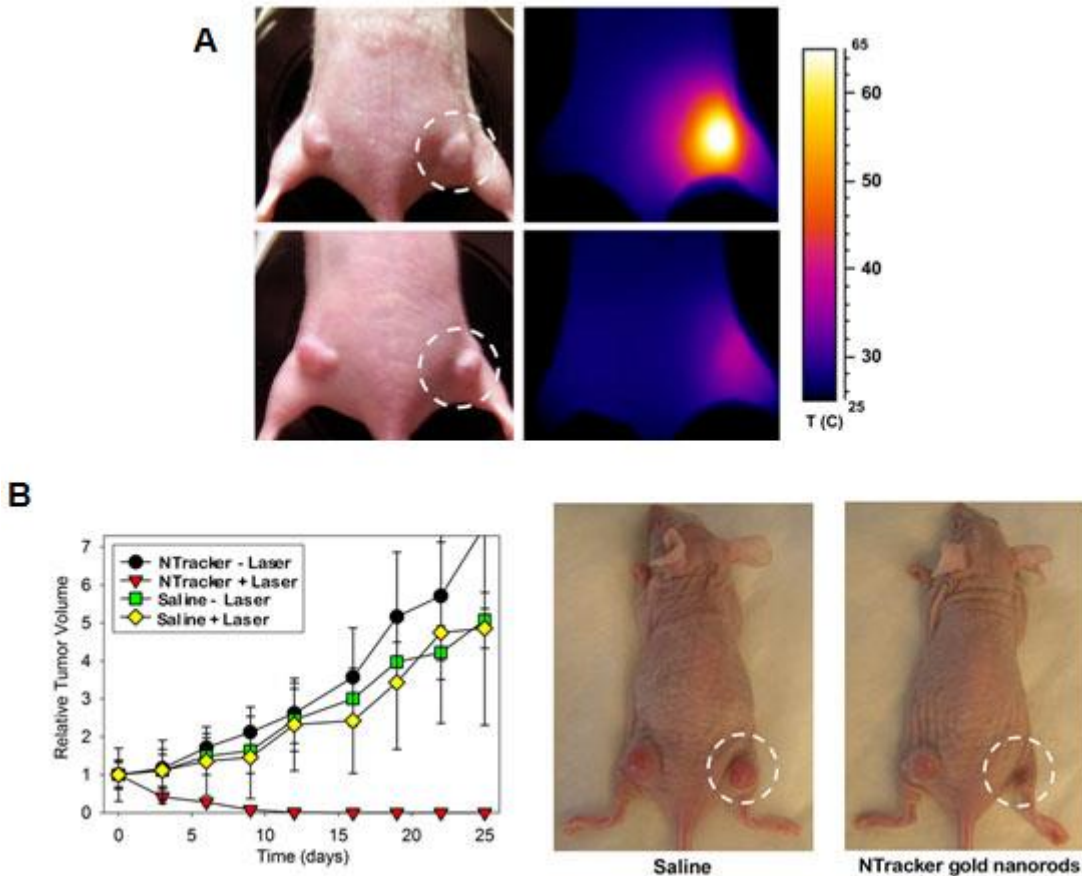 A
65
60
50
40
30
25
T (C)
B
Relative Tumor Volume
7
6
5
4
3
2
1
0
NTracker - Laser
NTracker + Laser
Saline - Laser
Saline + Laser
0 5 10 15 20 25
Time (days)
Saline
NTracker gold nanorods